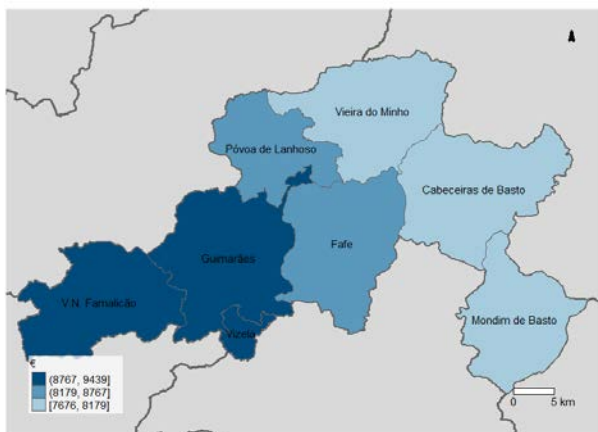 Vieira do Minho
Póvoa de Lanhoso
Cabeceiras de Basto
Guimarães
Fafe
V.N. Famalicão
Vizela
Mondim de Basto
€
(8767, 9439]
(8179, 8767]
[7676, 8179]
0 5 km